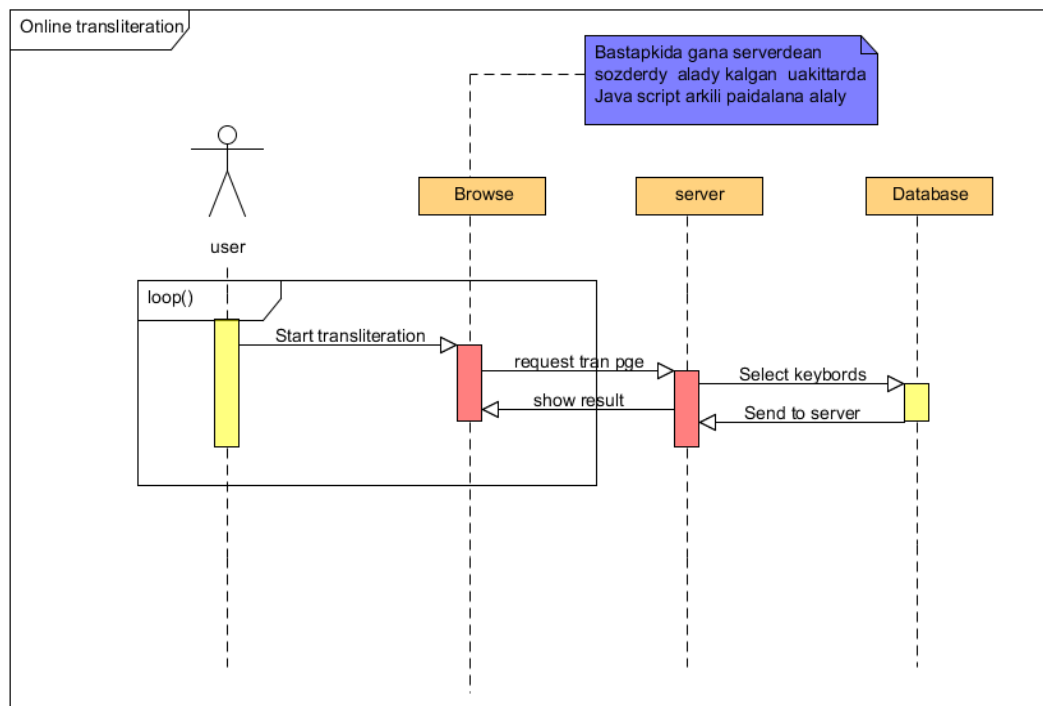 Online transliteration
Bastapkida gana serverdean
sozderdy alady kalgan uakittarda
Java script arkili paidalana alaly
Browse
server
Database
user
loop()
Start transliteration
request tran pge
Select keybords
show result
Send to server